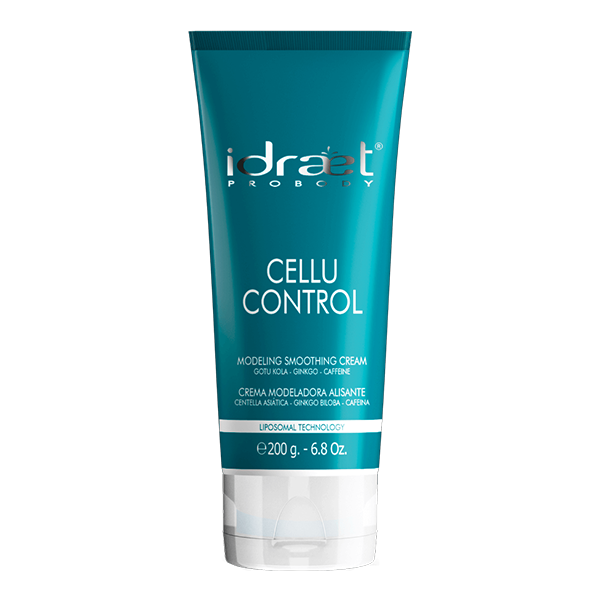 idraet®
PROBODY
CELLU
CONTROL
MODELING SMOOTHING CREAM
GOTU KOLA - GINKGO - CAFFEINE
CREMA MODELADORA ALISANTE
CENTELLA ASIÁTICA - GINKGO BILOBA - CAFEINA
LIPOSOMAL TECHNOLOGY
℮200 g. - 6.8 Oz.